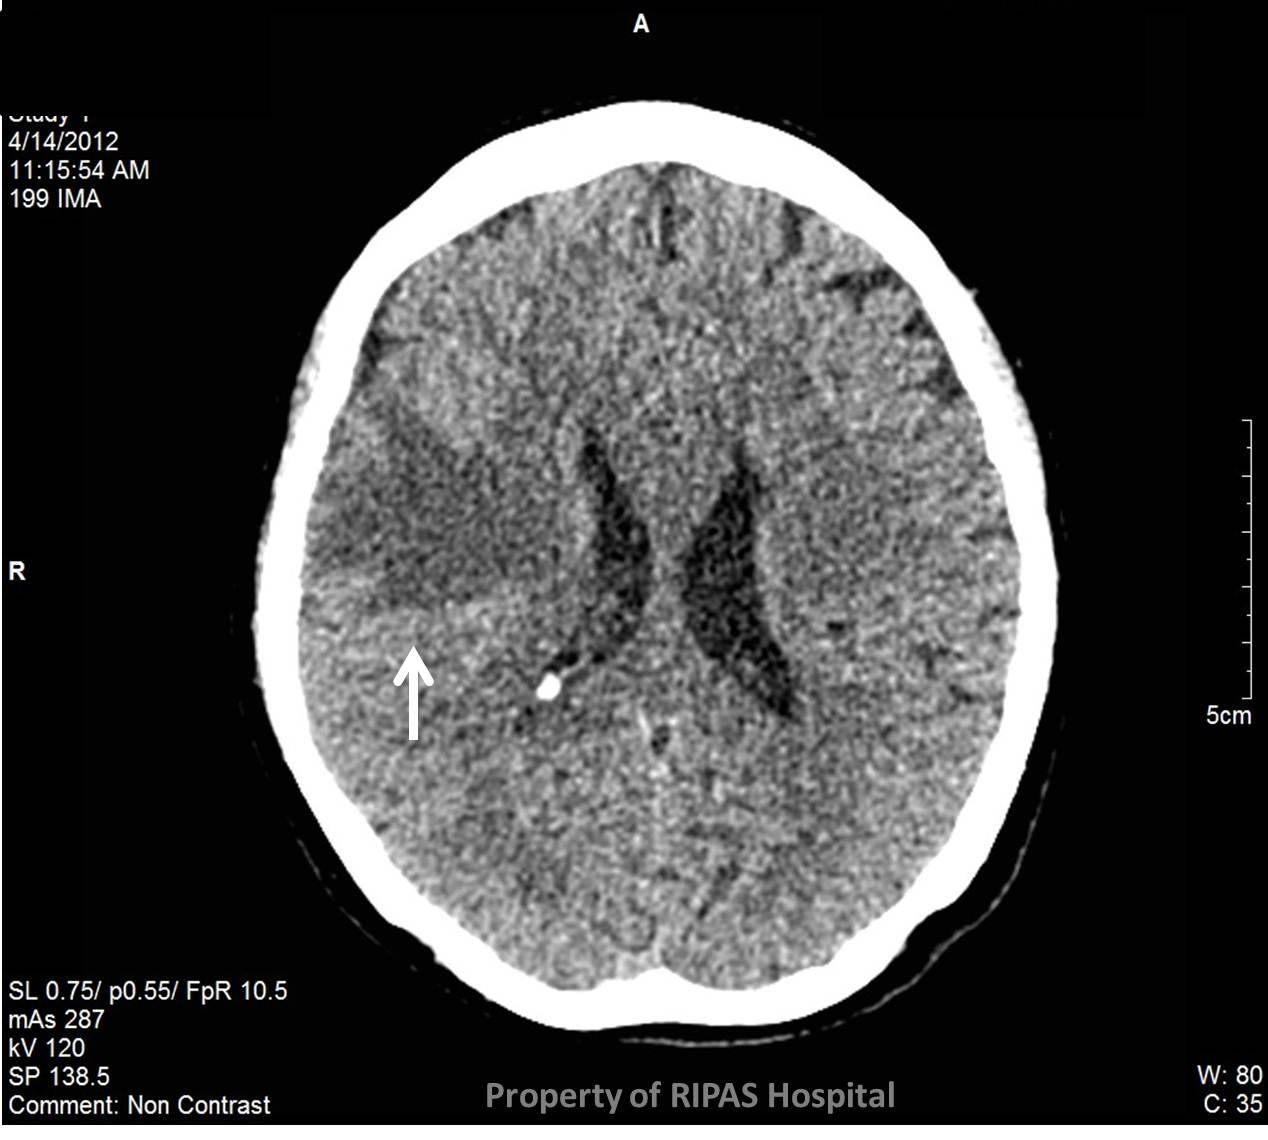 A
4/14/2012
11:15:54 AM
199 IMA
R
5cm
SL 0.75/ p0.55/ FpR 10.5
mAs 287
kV 120
SP 138.5
Comment: Non Contrast
W: 80
C: 35
Property of RIPAS Hospital